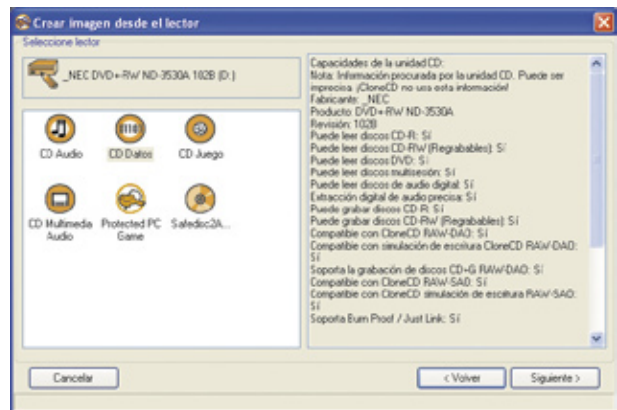 Crear imagen desde el lector
Seleccione lector
_NEC DVD+-RW ND-3530A 102B (D:)
CD Audio
CD Datos
CD Juego
CD Multimedia
Audio
Protected PC
Game
Safedisc2A...
Capacidades de la unidad CD:
Nota: Información procurada por la unidad CD. Puede ser
imprecisa. ¡CloneCD no usa esta información!
Fabricante: _NEC
Producto: DVD+-RW ND-3530A
Revisión: 102B
Puede leer discos CD-R: Sí
Puede leer discos CD-RW (Regrabables): Sí
Puede leer discos DVD: Sí
Puede leer discos multisesión: Sí
Puede leer discos de audio digital: Sí
Extracción digital de audio precisa: Sí
Puede grabar discos CD-R: Sí
Puede grabar discos CD-RW (Regrabables): Sí
Compatible con CloneCD RAW-DAO: Sí
Compatible con simulación de escritura CloneCD RAW-DAO:
Sí
Soporta la grabación de discos CD+G RAW-DAO: Sí
Compatible con CloneCD RAW-SAO: Sí
Compatible con CloneCD simulación de escritura RAW-SAO:
Sí
Soporta Burn Proof / Just Link: Sí
Cancelar
< Volver
Siguiente >